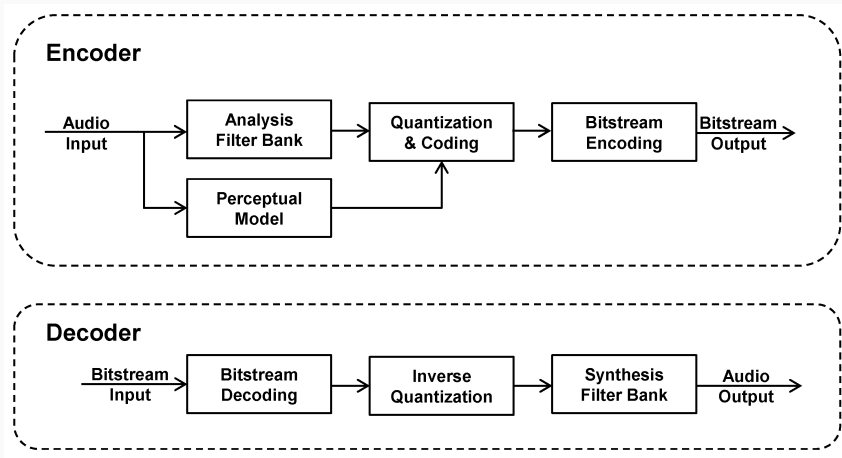 Encoder
Audio
Input
Analysis
Filter Bank
Quantization
& Coding
Bitstream
Encoding
Bitstream
Output
Perceptual
Model
Decoder
Bitstream
Input
Bitstream
Decoding
Inverse
Quantization
Synthesis
Filter Bank
Audio
Output